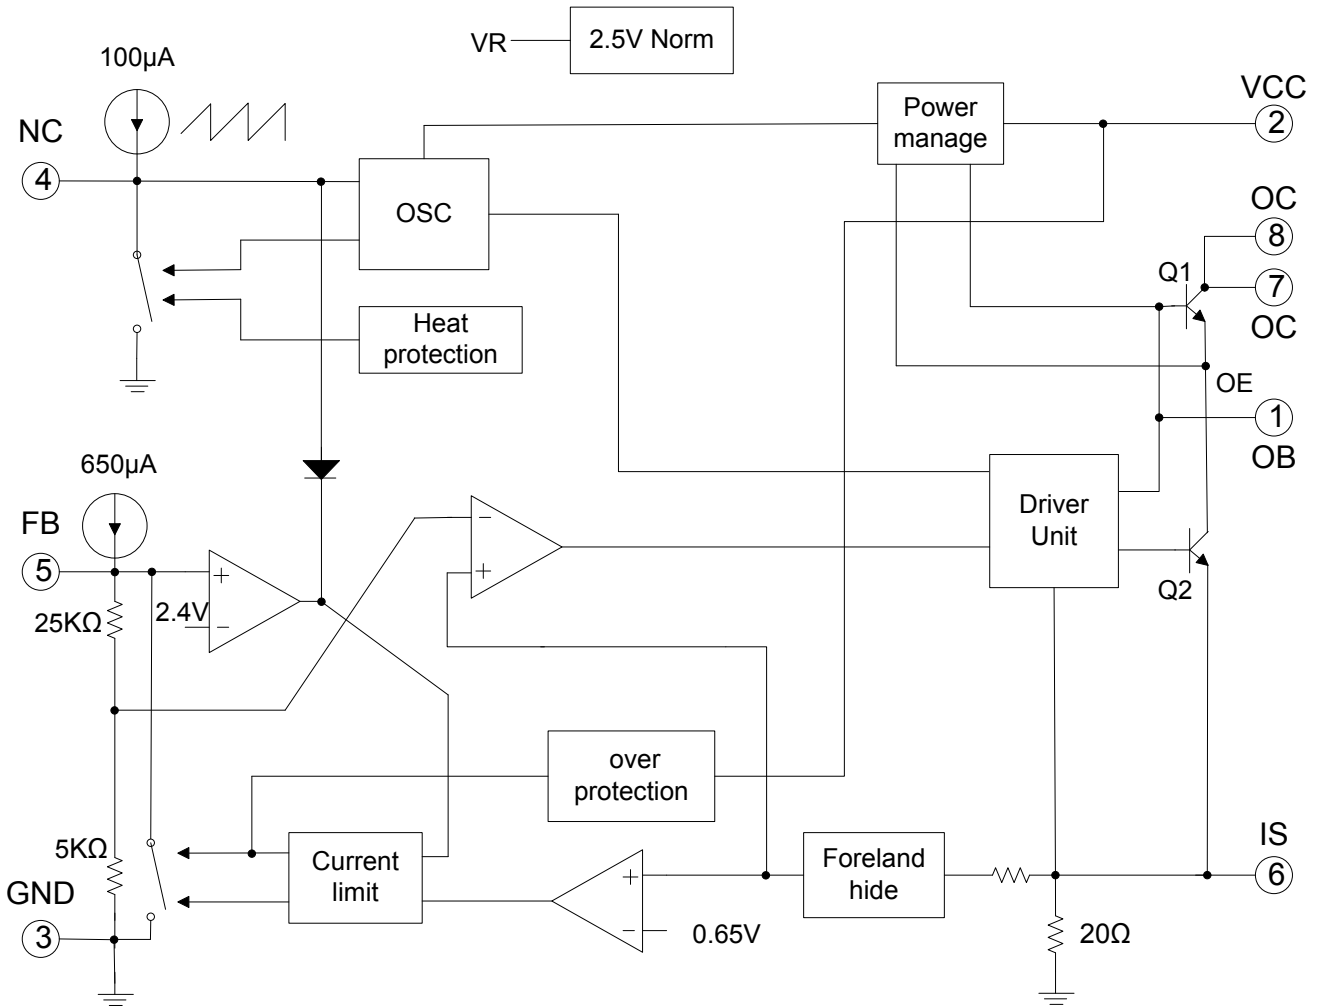 VR
2.5V Norm
100µA
NC
4
Power
manage
VCC
2
OSC
OC
8
Q1
7
OC
Heat
protection
OE
1
OB
650µA
FB
5
Driver
Unit
Q2
−
+
+
2.4V
−
25KΩ
over
protection
5KΩ
GND
3
Current
limit
+
−
0.65V
Foreland
hide
IS
6
20Ω